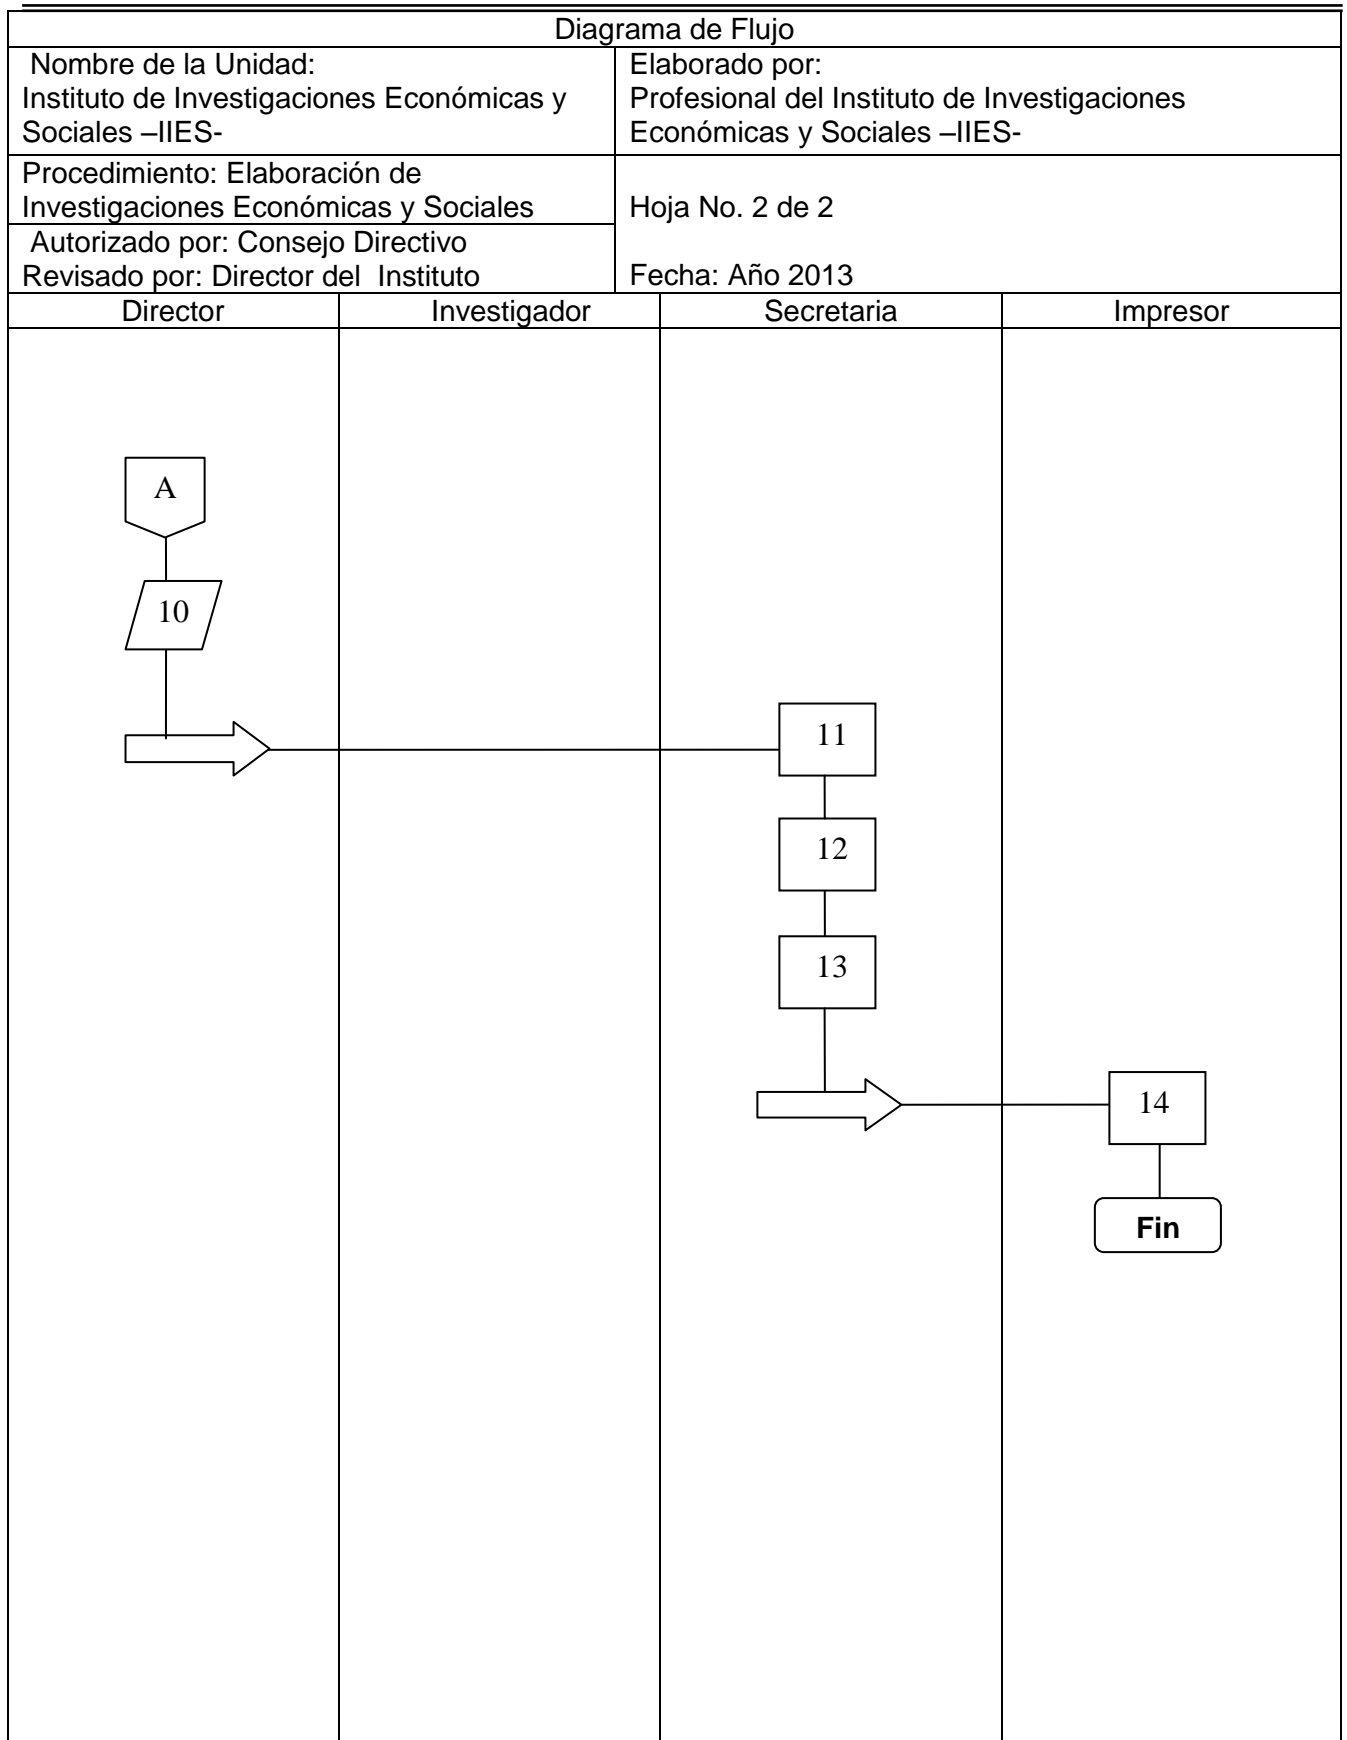 Diagrama de Flujo
Nombre de la Unidad:
Instituto de Investigaciones Económicas y
Sociales –IIES-
Elaborado por:
Profesional del Instituto de Investigaciones
Económicas y Sociales –IIES-
Procedimiento: Elaboración de
Investigaciones Económicas y Sociales
Autorizado por: Consejo Directivo
Revisado por: Director del Instituto
Hoja No. 2 de 2
Fecha: Año 2013
Director
Investigador
Secretaria
Impresor
A
10
11
12
13
14
Fin